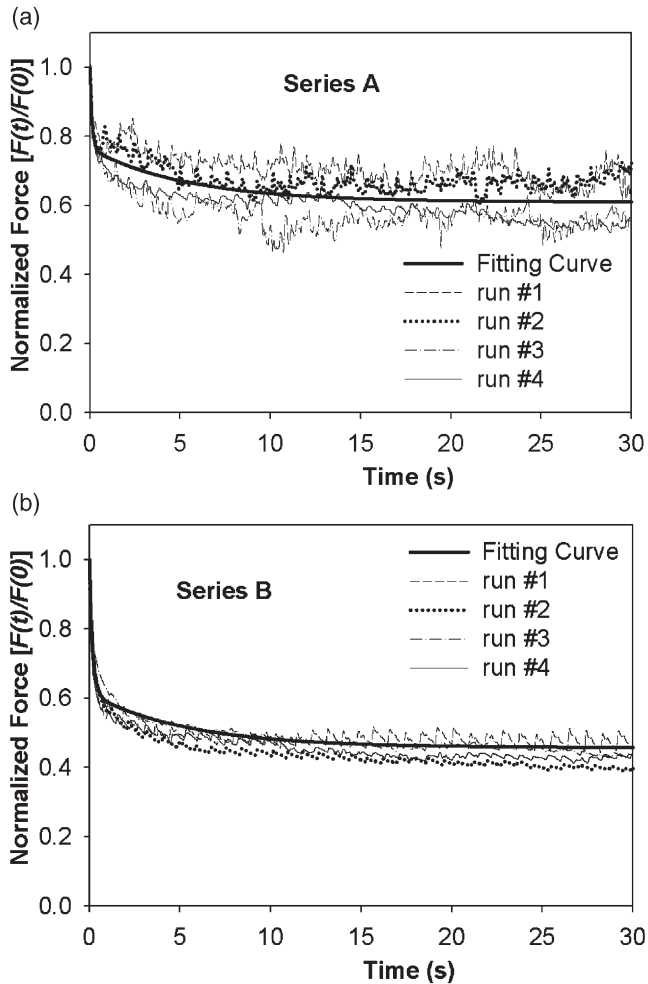 (a)
Normalized Force [F(t)/F(0)]
1.0
0.8
0.6
0.4
0.2
0.0
Series A
Fitting Curve
run #1
run #2
run #3
run #4
0 5 10 15 20 25 30
Time (s)
(b)
Normalized Force [F(t)/F(0)]
1.0
0.8
0.6
0.4
0.2
0.0
Series B
Fitting Curve
run #1
run #2
run #3
run #4
0 5 10 15 20 25 30
Time (s)